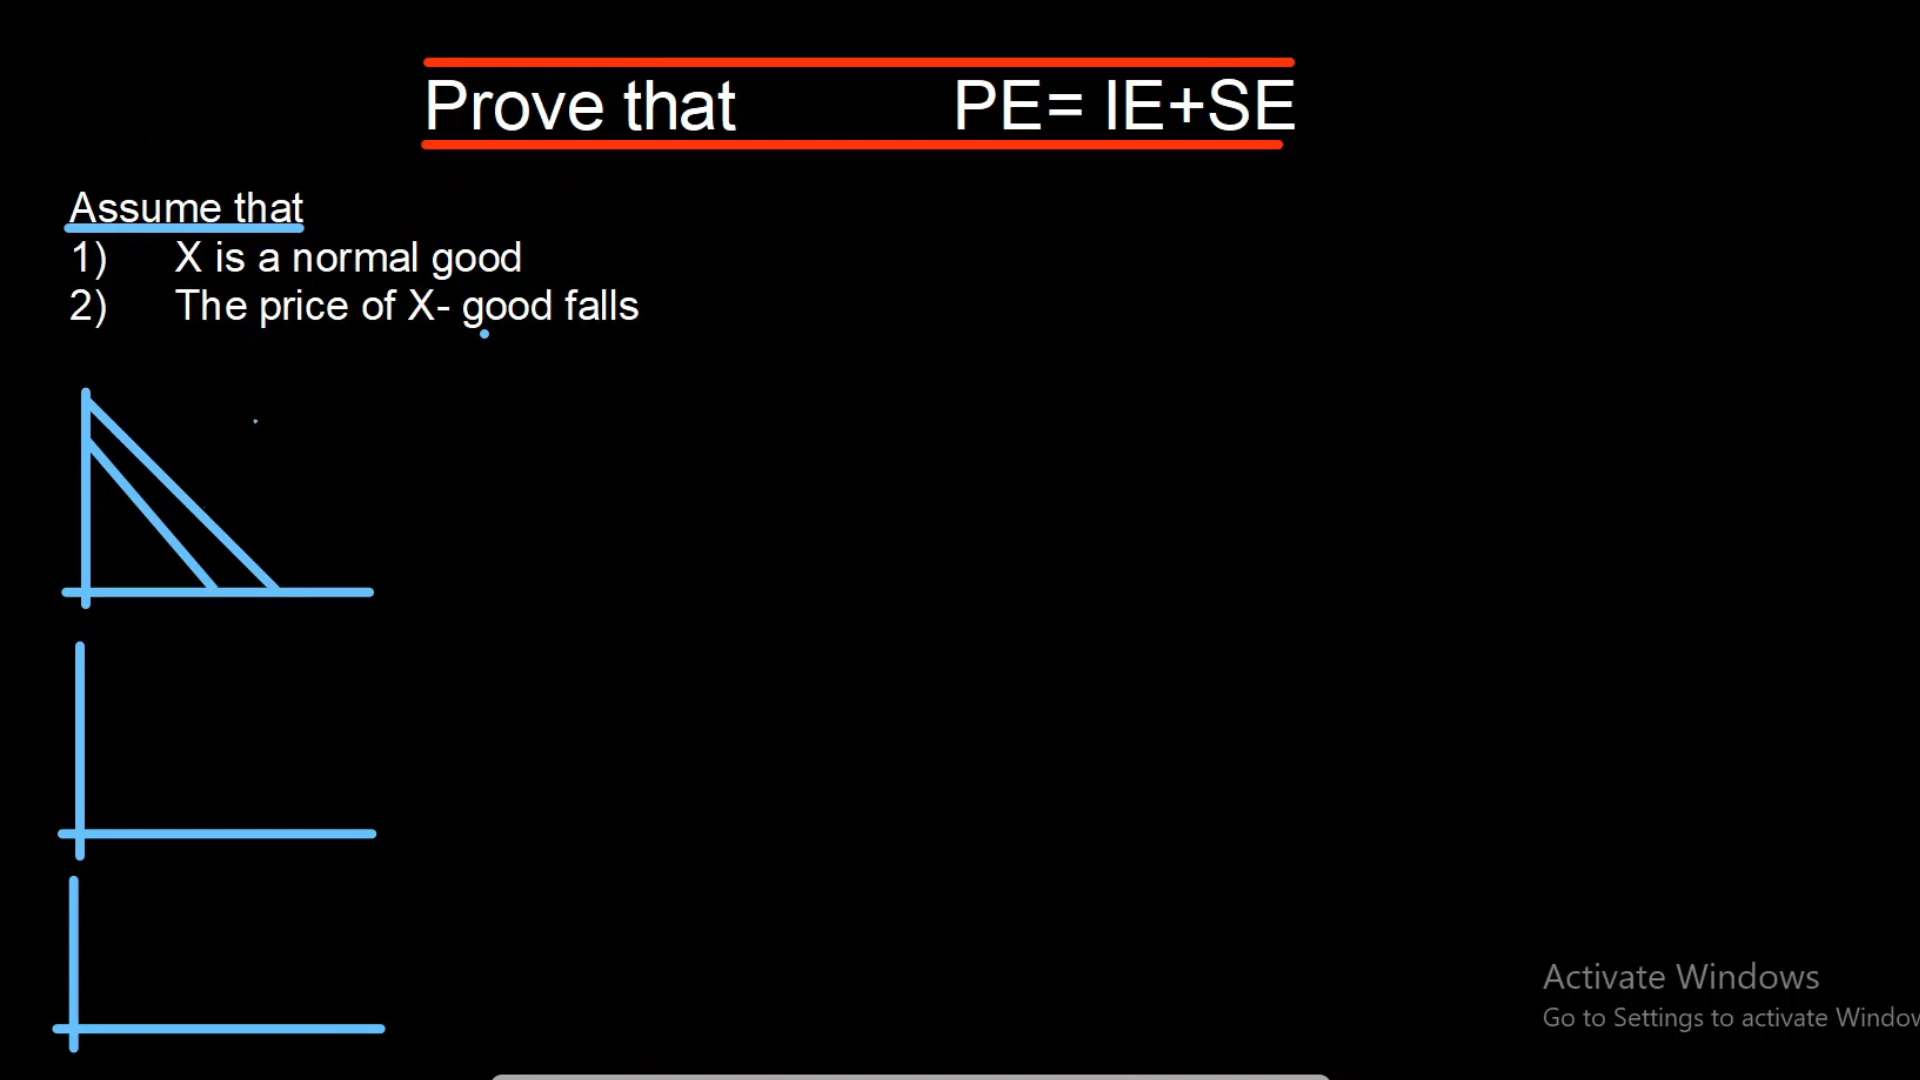 Prove that PE= IE+SE
Assume that
1) X is a normal good
2) The price of X- good falls
Activate Windows
Go to Settings to activate Window